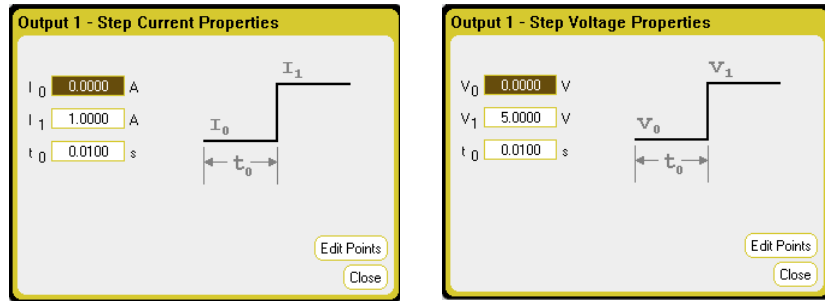 Output 1 - Step Current Properties
I 0 0.0000 A
I 1 1.0000 A
t 0 0.0100 s
I1
I0
t0
Edit Points
Close
Output 1 - Step Voltage Properties
V0 0.0000 V
V1 5.0000 V
t 0 0.0100 s
V1
V0
t0
Edit Points
Close